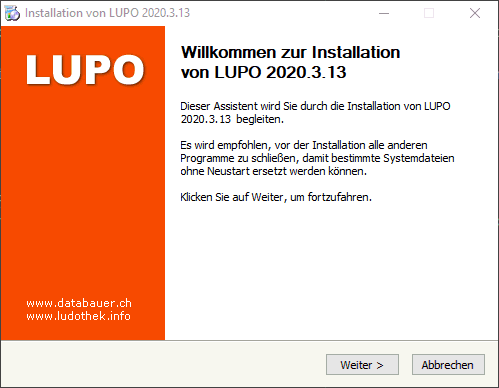 Installation von LUPO 2020.3.13
LUPO
Willkommen zur Installation
von LUPO 2020.3.13
Dieser Assistent wird Sie durch die Installation von LUPO
2020.3.13 begleiten.
Es wird empfohlen, vor der Installation alle anderen
Programme zu schließen, damit bestimmte Systemdateien
ohne Neustart ersetzt werden können.
Klicken Sie auf Weiter, um fortzufahren.
www.databauer.ch
www.ludothek.info
Weiter >
Abbrechen